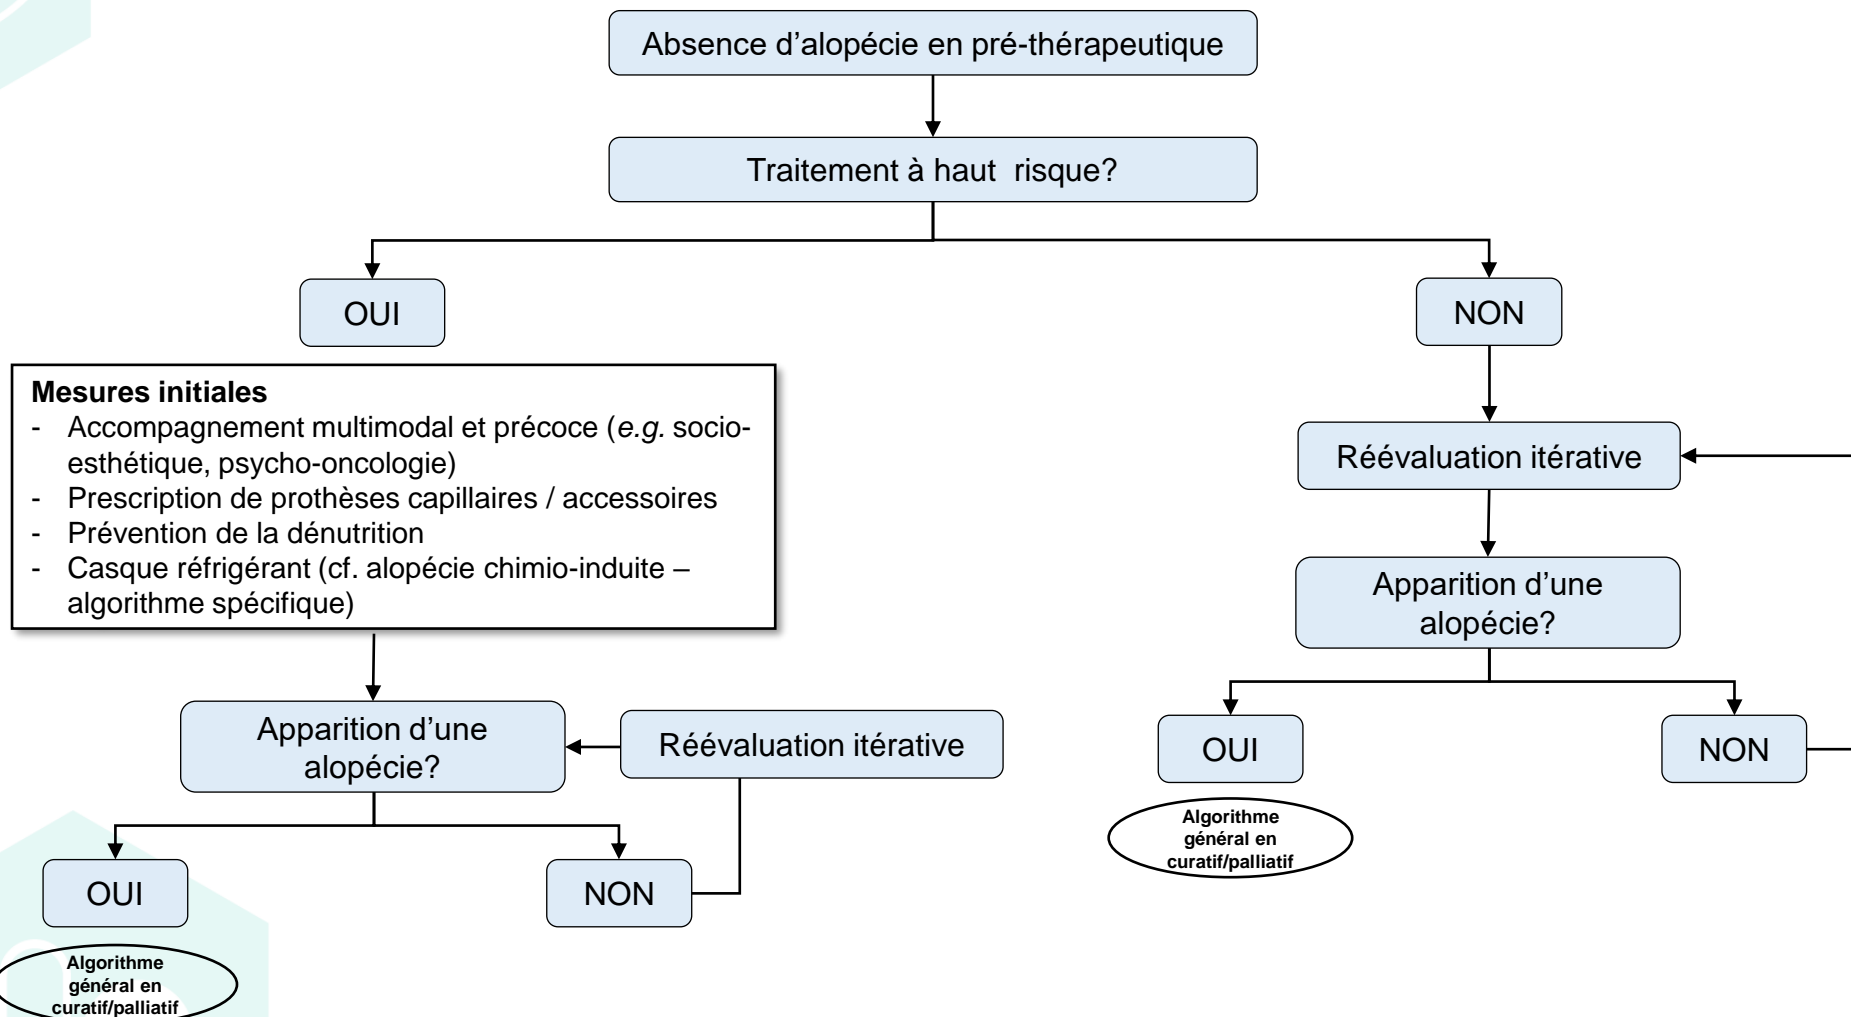 Absence d’alopécie en pré-thérapeutique
Traitement à haut  risque?
OUI
NON
Mesures initiales
- Accompagnement multimodal et précoce (e.g. socio-
esthétique, psycho-oncologie)
- Prescription de prothèses capillaires / accessoires
- Prévention de la dénutrition
- Casque réfrigérant (cf. alopécie chimio-induite –
algorithme spécifique)
Apparition d’une
alopécie?
Réévaluation itérative
OUI
NON
Algorithme
général en
curatif/palliatif
Réévaluation itérative
Apparition d’une
alopécie?
OUI
NON
Algorithme
général en
curatif/palliatif